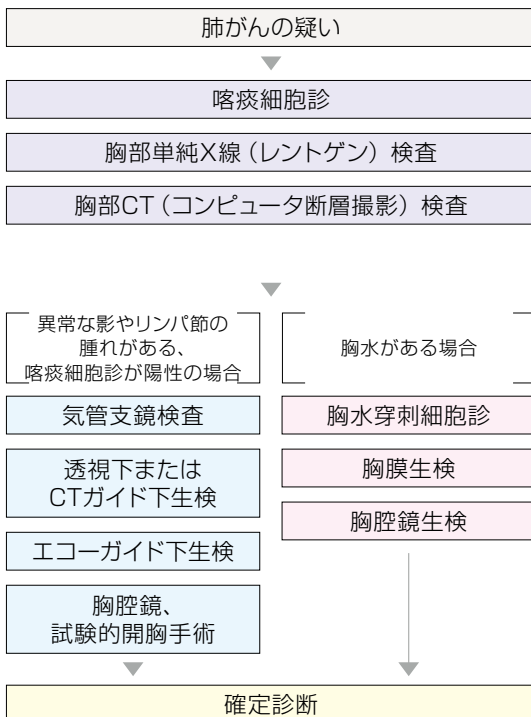 肺がんの疑い
喀痰細胞診
胸部単純X線（レントゲン）検査
胸部CT（コンピュータ断層撮影）検査
異常な影やリンパ節の
腫れがある、
喀痰細胞診が陽性の場合
気管支鏡検査
透視下または
CTガイド下生検
エコーガイド下生検
胸腔鏡、
試験的開胸手術
胸水がある場合
胸水穿刺細胞診
胸膜生検
胸腔鏡生検
確定診断